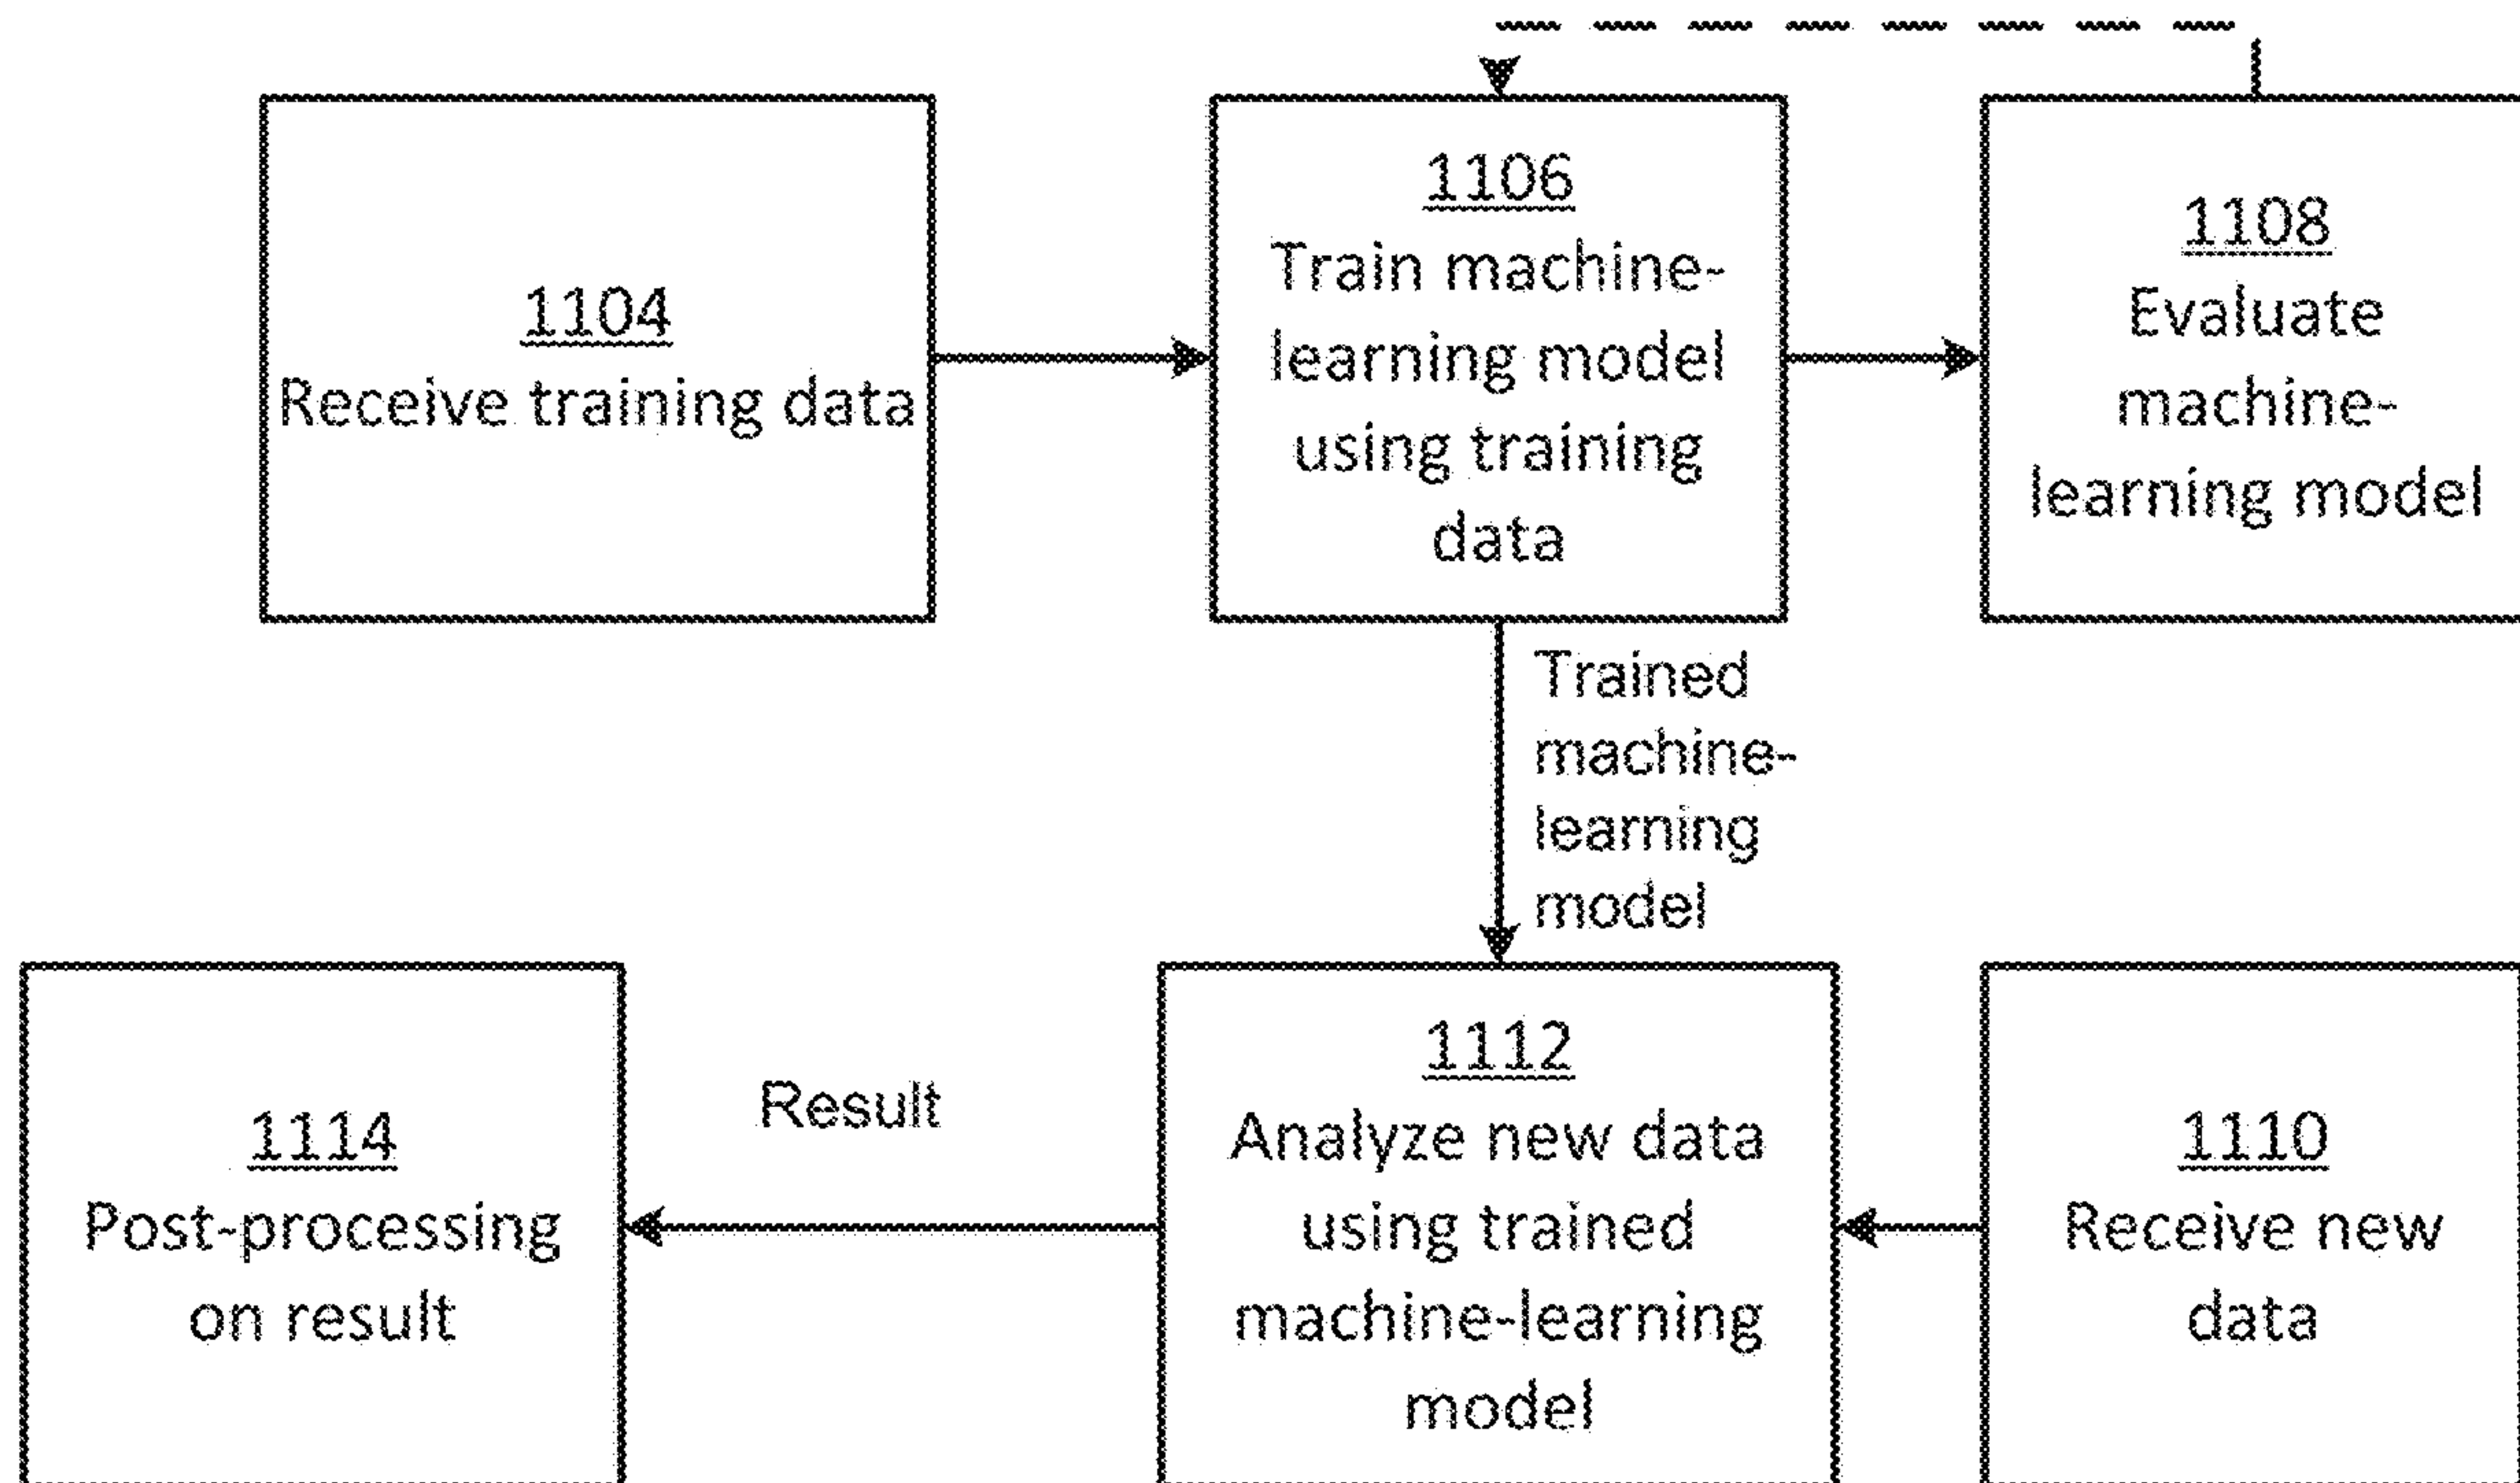 1104
Receive training data
1106
Train machine-
learning model
using training
data
1108
Evaluate
machine-
learning model
Trained
machine-
learning
model
1114
Post-processing
on result
Result
1112
Analyze new data
using trained
machine-learning
model
1110
Receive new
data